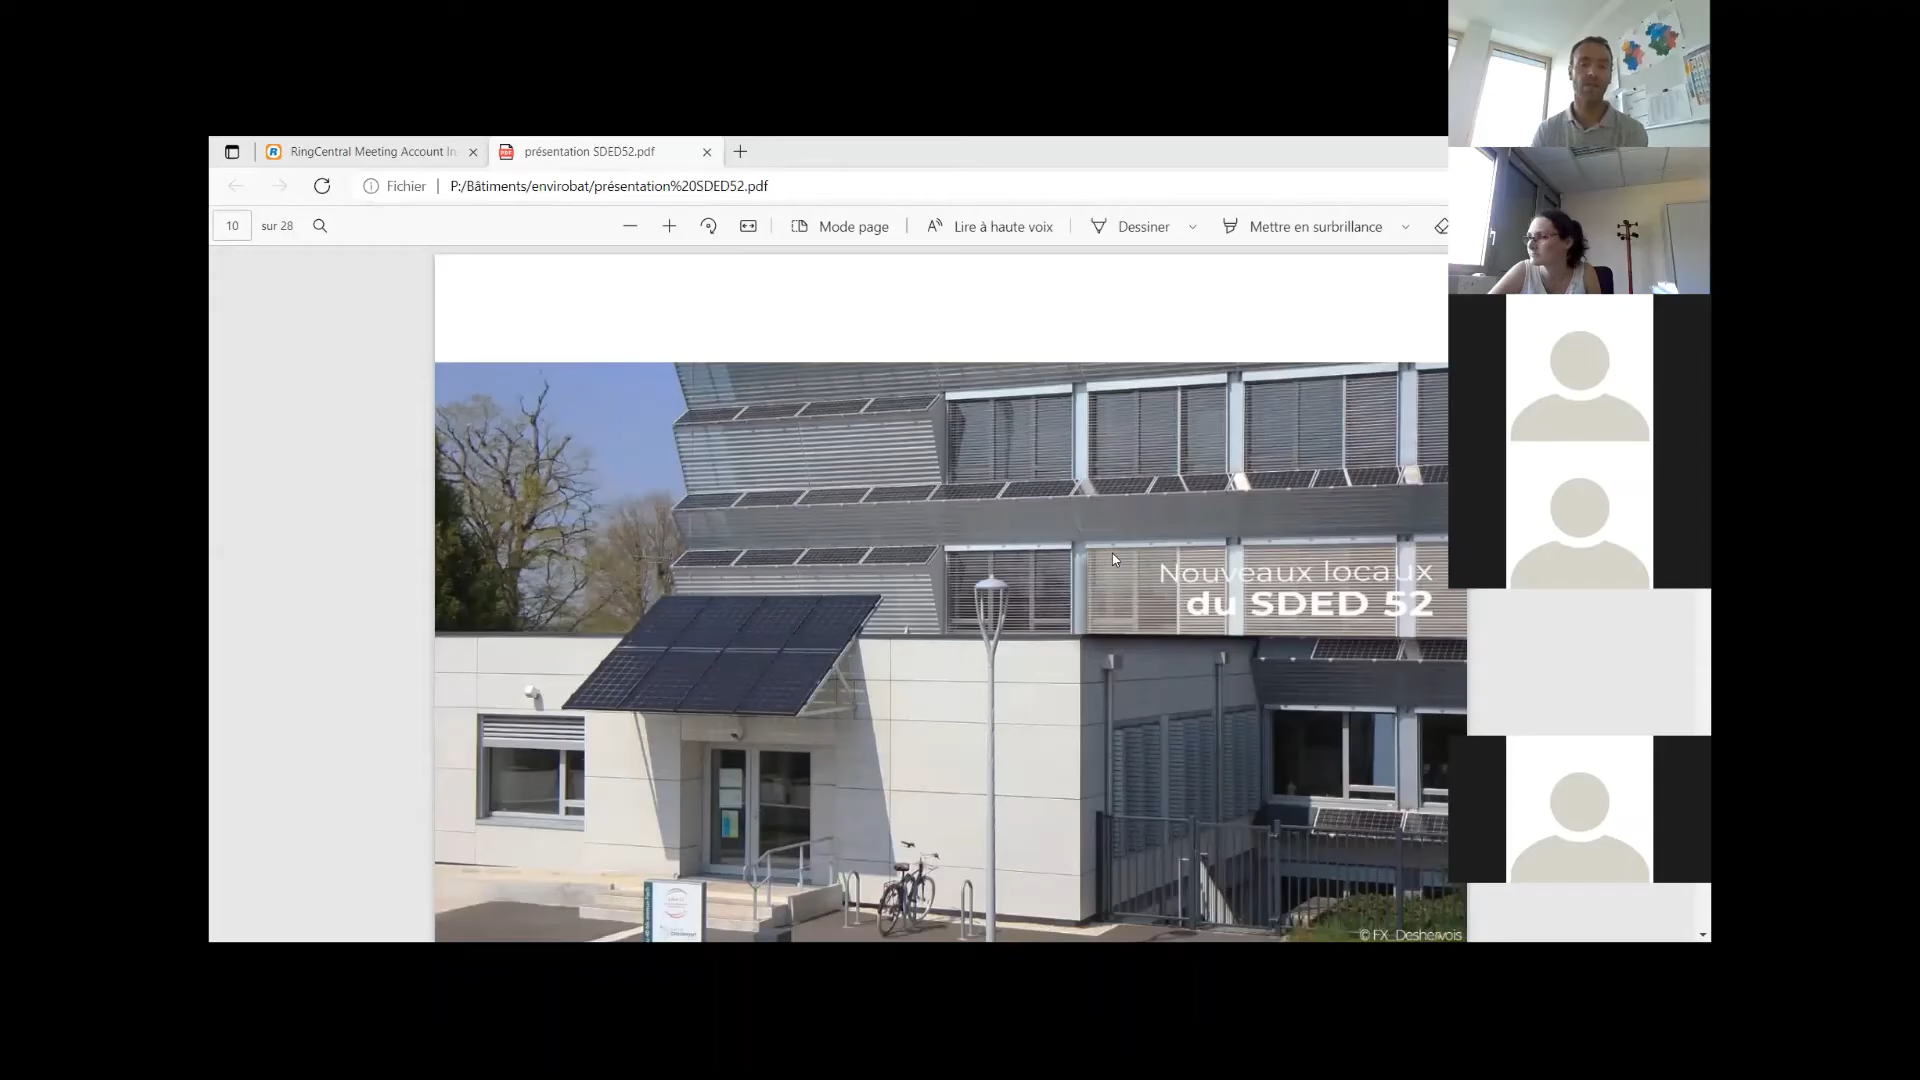 RingCentral Meeting Account In
présentation SDED52.pdf
Fichier
P:/Bâtiments/envirobat/présentation%20SDED52.pdf
10
sur 28
Mode page
Lire à haute voix
Dessiner
Mettre en surbrillance
Nouveaux locaux
du SDED 52
© FX Deshervois